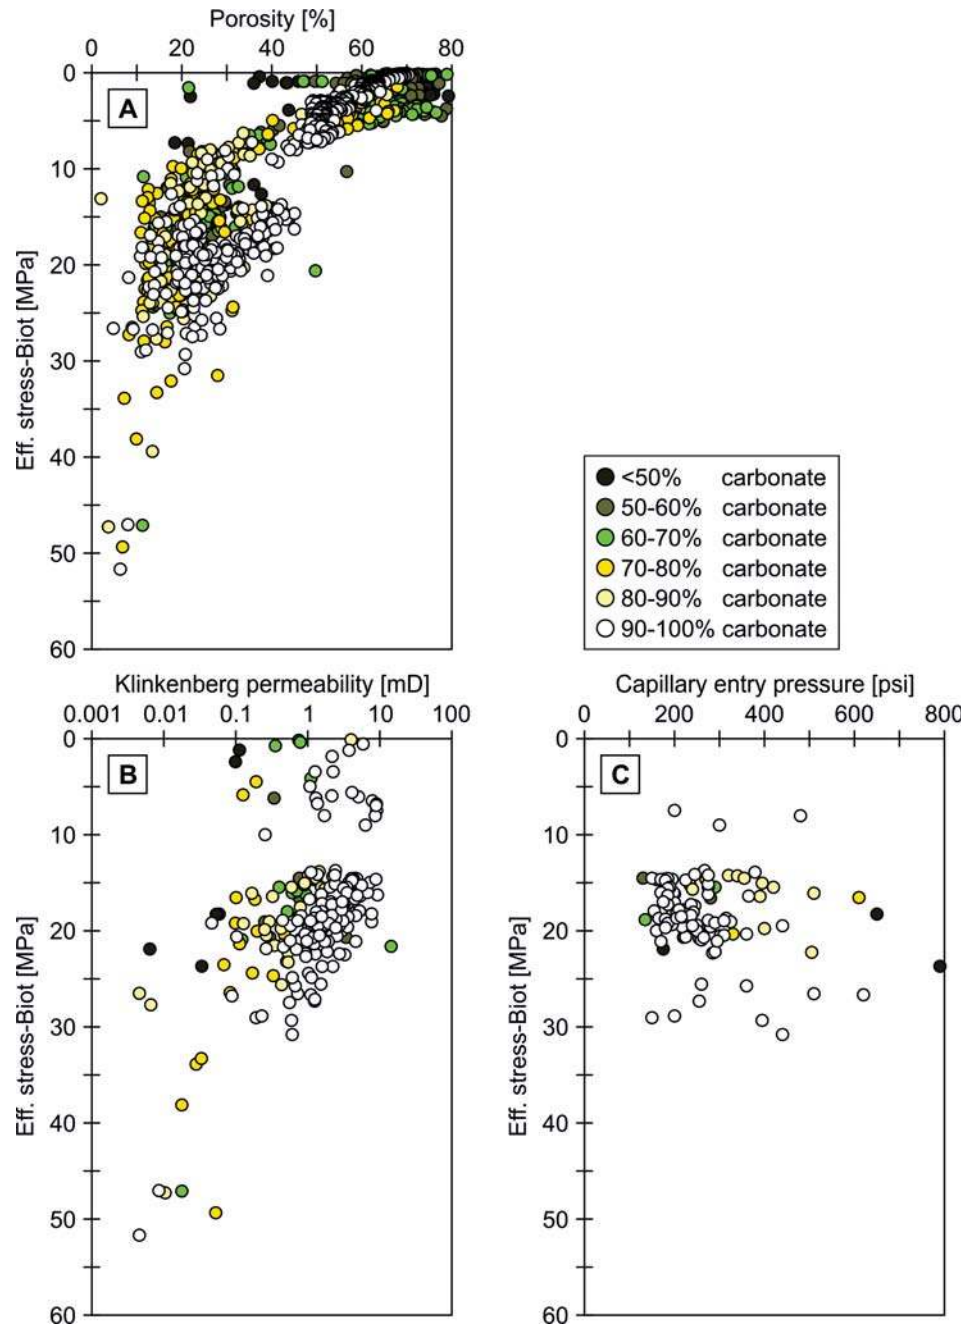 Porosity [%]
0 20 40 60 80
0
10
20
30
40
50
60
Eff. stress-Biot [MPa]
A
<50% carbonate
50-60% carbonate
60-70% carbonate
70-80% carbonate
80-90% carbonate
90-100% carbonate
Klinkenberg permeability [mD]
0.001 0.01 0.1 1 10 100
0
10
20
30
40
50
60
Eff. stress-Biot [MPa]
B
Capillary entry pressure [psi]
0 200 400 600 800
0
10
20
30
40
50
60
Eff. stress-Biot [MPa]
C